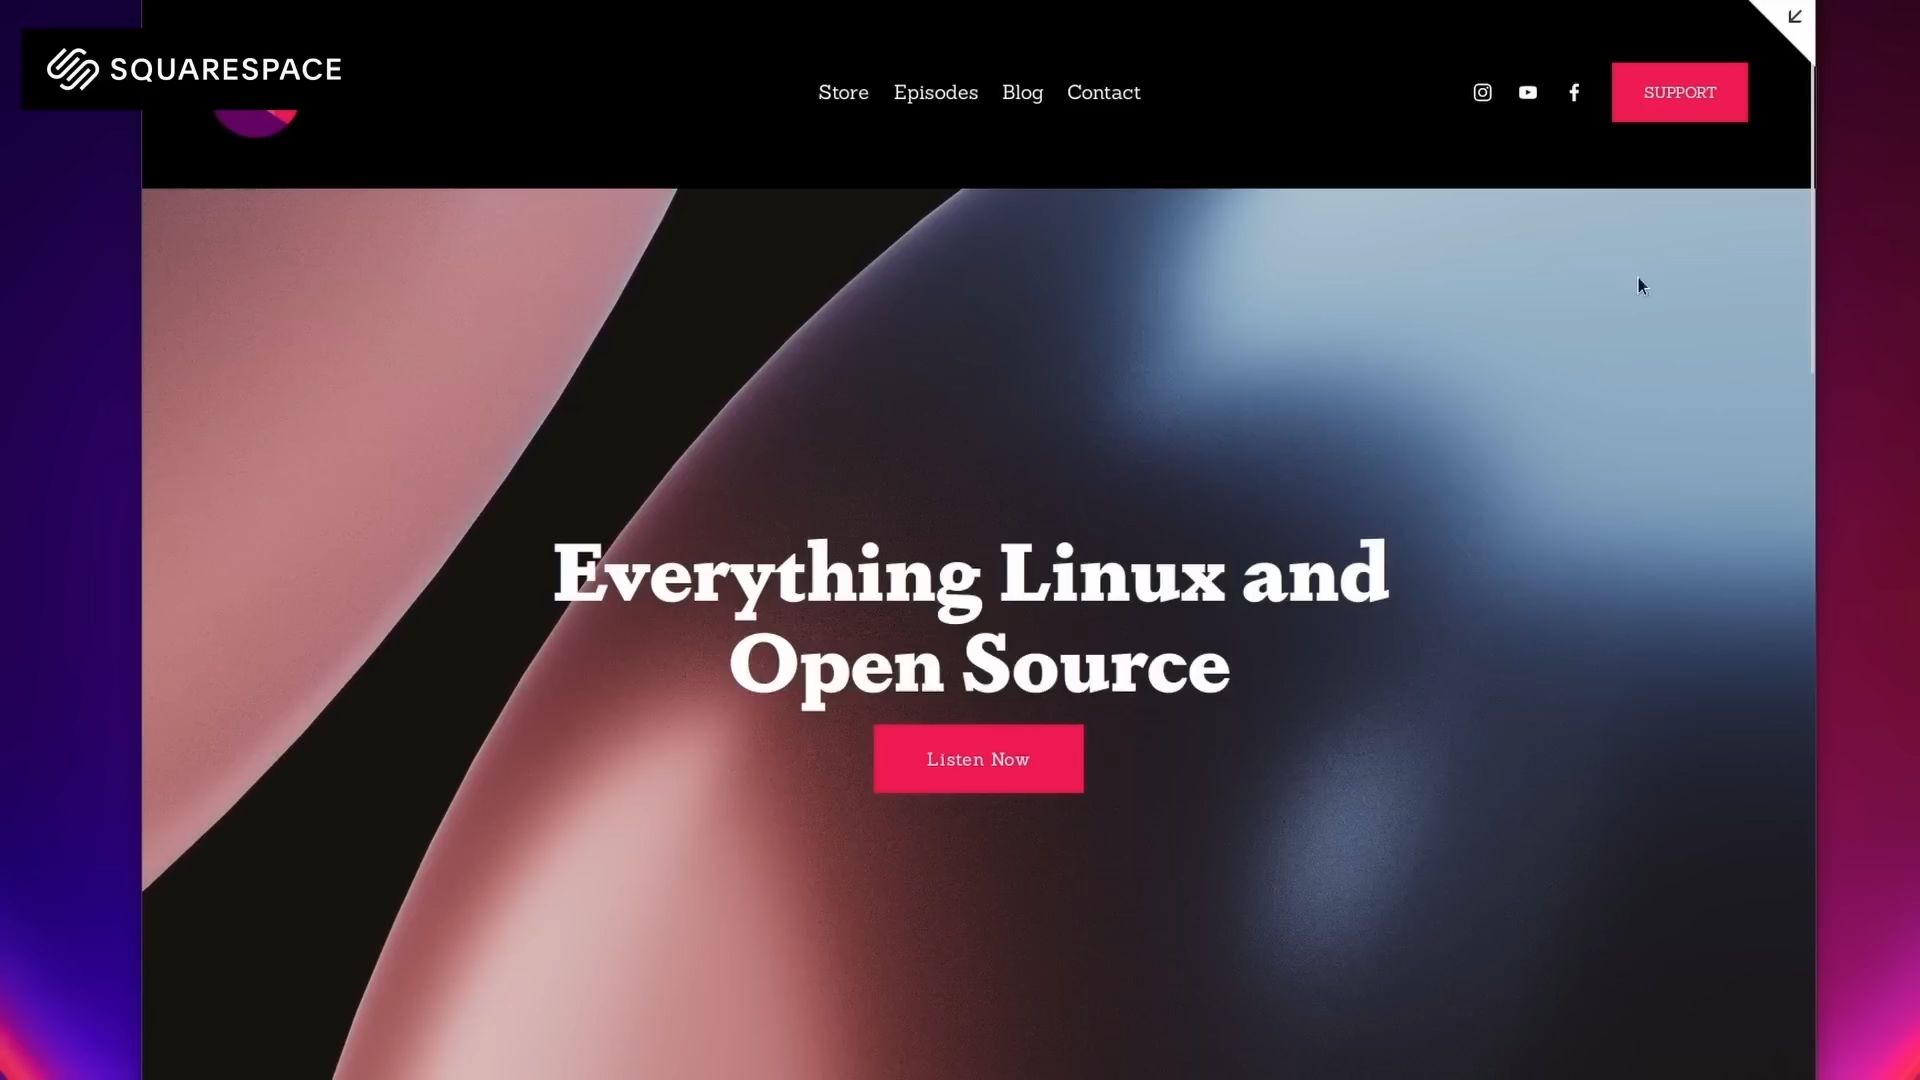 SQUARESPACE
Store Episodes Blog Contact
SUPPORT
Everything Linux and
Open Source
Listen Now